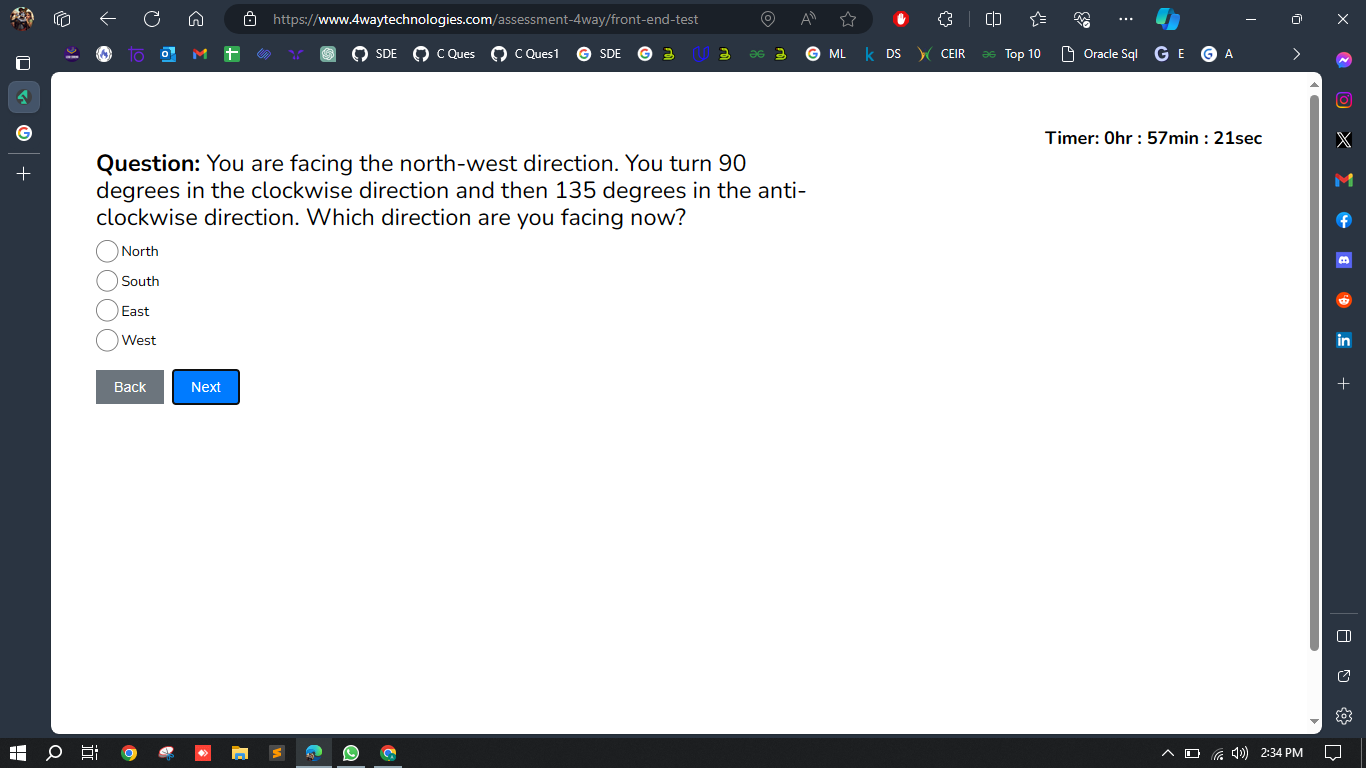 https://www.4waytechnologies.com/assessment-4way/front-end-test
SDE
C Ques
C Ques1
SDE
ML
DS
CEIR
Top 10
Oracle Sql
E
A
Timer: 0hr : 57min : 21sec
Question: You are facing the north-west direction. You turn 90
degrees in the clockwise direction and then 135 degrees in the anti-
clockwise direction. Which direction are you facing now?
North
South
East
West
Back
Next
2:34 PM